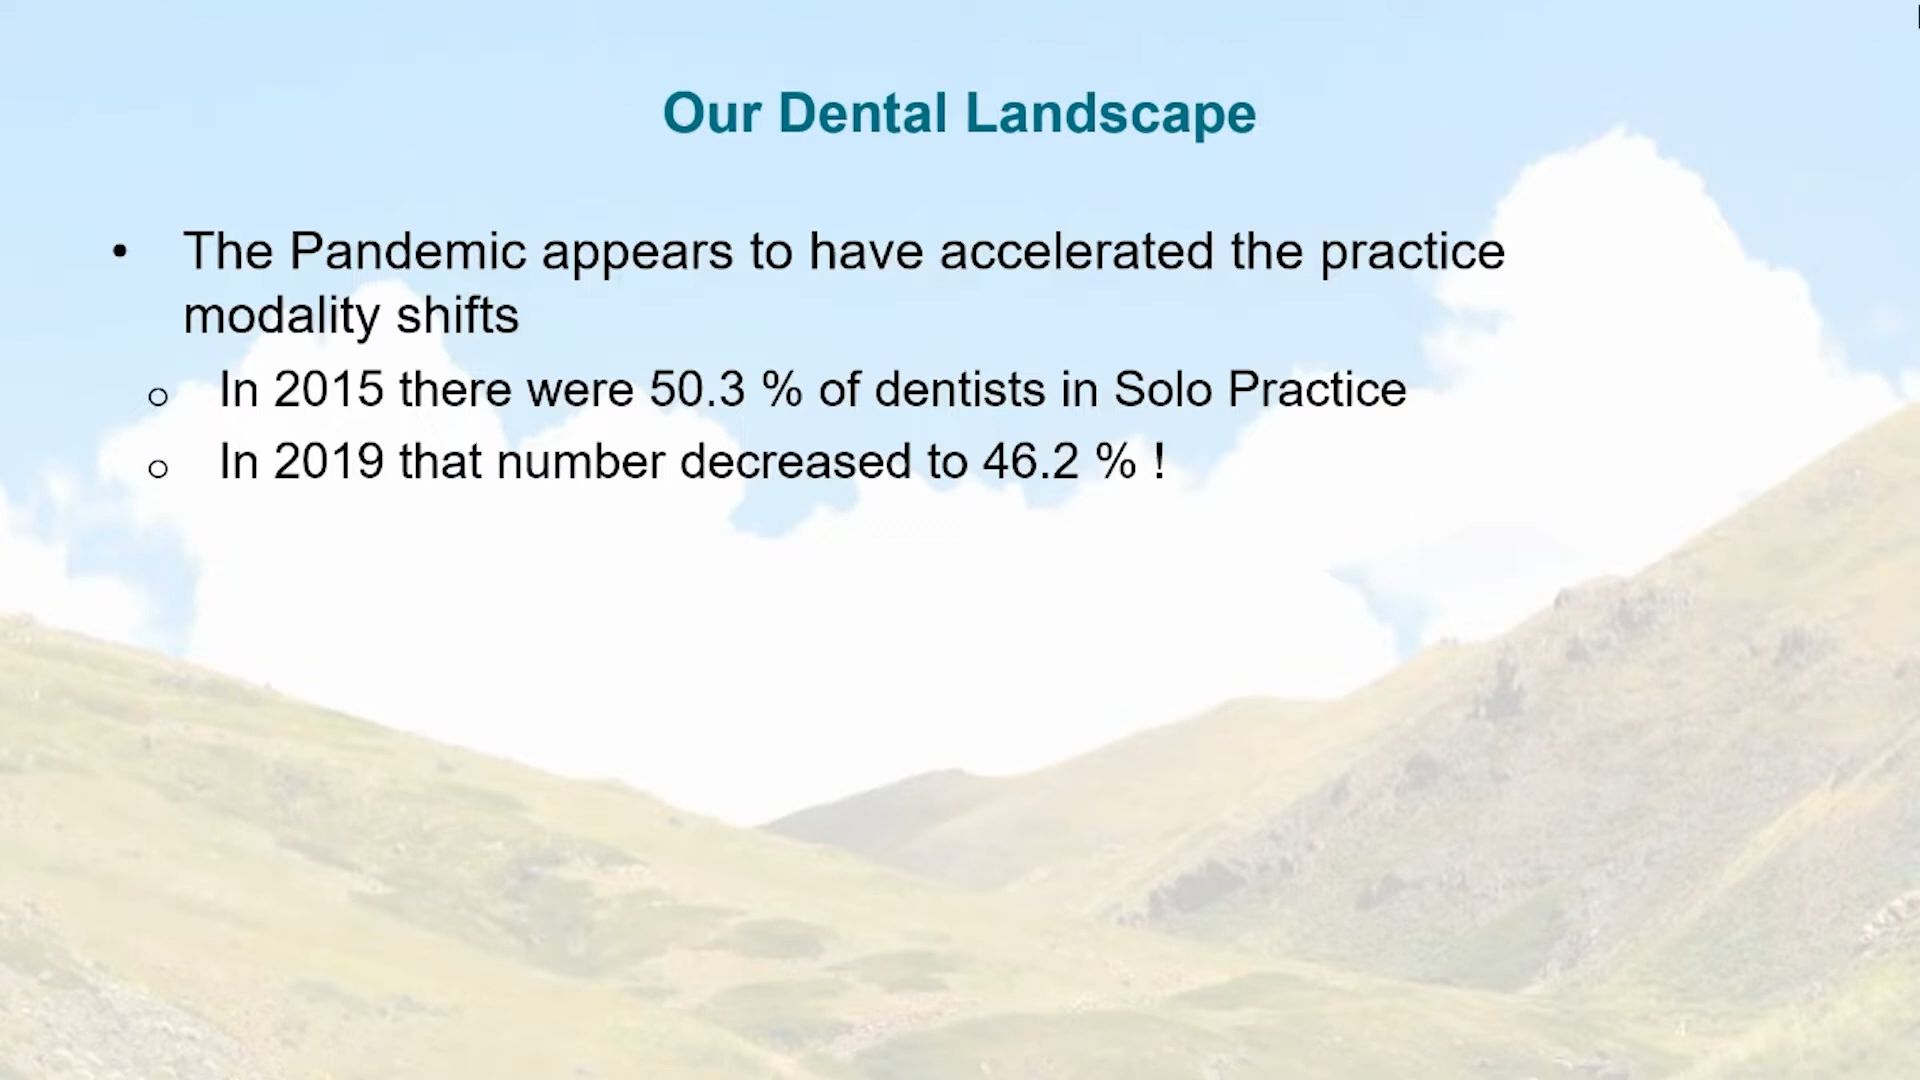 Our Dental Landscape
• The Pandemic appears to have accelerated the practice
modality shifts
o In 2015 there were 50.3 % of dentists in Solo Practice
o In 2019 that number decreased to 46.2 % !